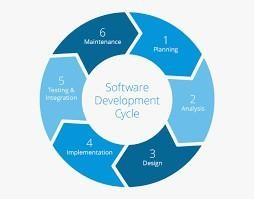 Software
Development
Cycle
1
Planning
2
Analysis
3
Design
4
Implementation
5
Testing &
Integration
6
Maintenance